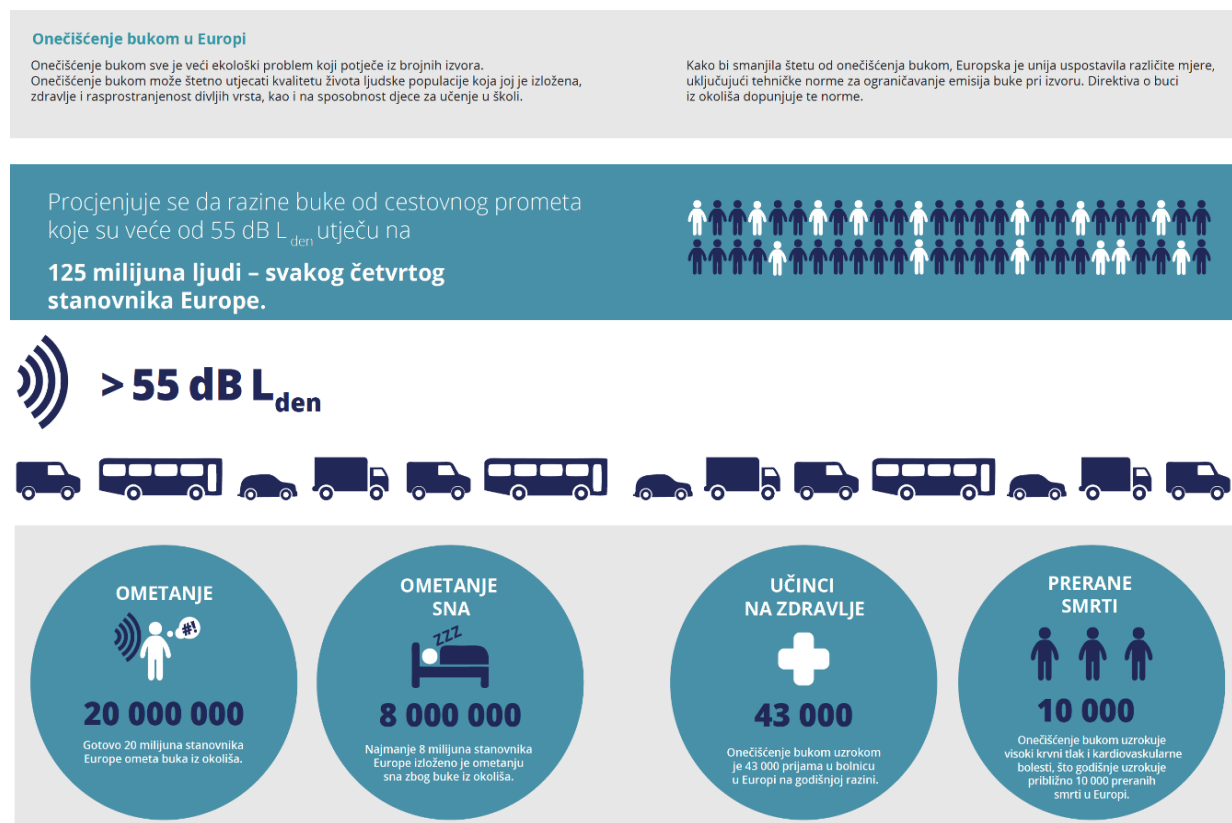 Onečišćenje bukom u Europi
Onečišćenje bukom sve je veći ekološki problem koji potječe iz brojnih izvora.
Onečišćenje bukom može štetno utjecati kvalitetu života ljudske populacije koja joj je izložena,
zdravlje i rasprostranjenost divljih vrsta, kao i na sposobnost djece za učenje u školi.
Kako bi smanjila štetu od onečišćenja bukom, Europska je unija uspostavila različite mjere,
uključujući tehničke norme za ograničavanje emisija buke pri izvoru. Direktiva o buci
iz okoliša dopunjuje te norme.
Procjenjuje se da razine buke od cestovnog prometa
koje su veće od 55 dB L den utječu na
125 milijuna ljudi – svakog četvrtog
stanovnika Europe.
> 55 dB Lden
OMETANJE
#!
20 000 000
Gotovo 20 milijuna stanovnika
Europe ometa buka iz okoliša.
OMETANJE
SNA
ZZZ
8 000 000
Najmanje 8 milijuna stanovnika
Europe izloženo je ometanju
sna zbog buke iz okoliša.
UČINCI
NA ZDRAVLJE
43 000
Onečišćenje bukom uzrokom
je 43 000 prijama u bolnicu
u Europi na godišnjoj razini.
PRERANE
SMRTI
10 000
Onečišćenje bukom uzrokuje
visoki krvni tlak i kardiovaskularne
bolesti, što godišnje uzrokuje
približno 10 000 preranih
smrti u Europi.